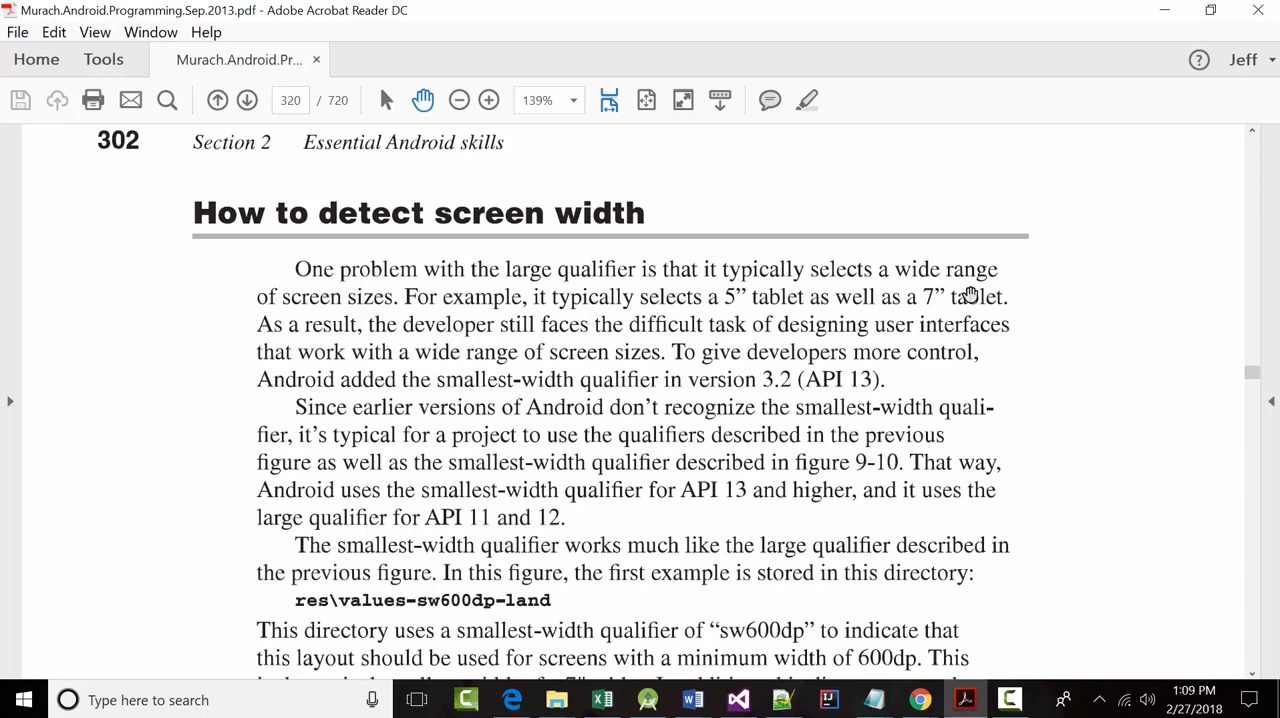 Murach.Android.Programming.Sep.2013.pdf - Adobe Acrobat Reader DC
File Edit View Window Help
Home Tools Murach.Android.Pr... × Jeff
320 / 720 139%
302 Section 2 Essential Android skills
How to detect screen width
One problem with the large qualifier is that it typically selects a wide range
of screen sizes. For example, it typically selects a 5” tablet as well as a 7” tablet.
As a result, the developer still faces the difficult task of designing user interfaces
that work with a wide range of screen sizes. To give developers more control,
Android added the smallest-width qualifier in version 3.2 (API 13).
Since earlier versions of Android don’t recognize the smallest-width quali-
fier, it’s typical for a project to use the qualifiers described in the previous
figure as well as the smallest-width qualifier described in figure 9-10. That way,
Android uses the smallest-width qualifier for API 13 and higher, and it uses the
large qualifier for API 11 and 12.
The smallest-width qualifier works much like the large qualifier described in
the previous figure. In this figure, the first example is stored in this directory:
res\values-sw600dp-land
This directory uses a smallest-width qualifier of “sw600dp” to indicate that
this layout should be used for screens with a minimum width of 600dp. This
Type here to search
1:09 PM
2/27/2018